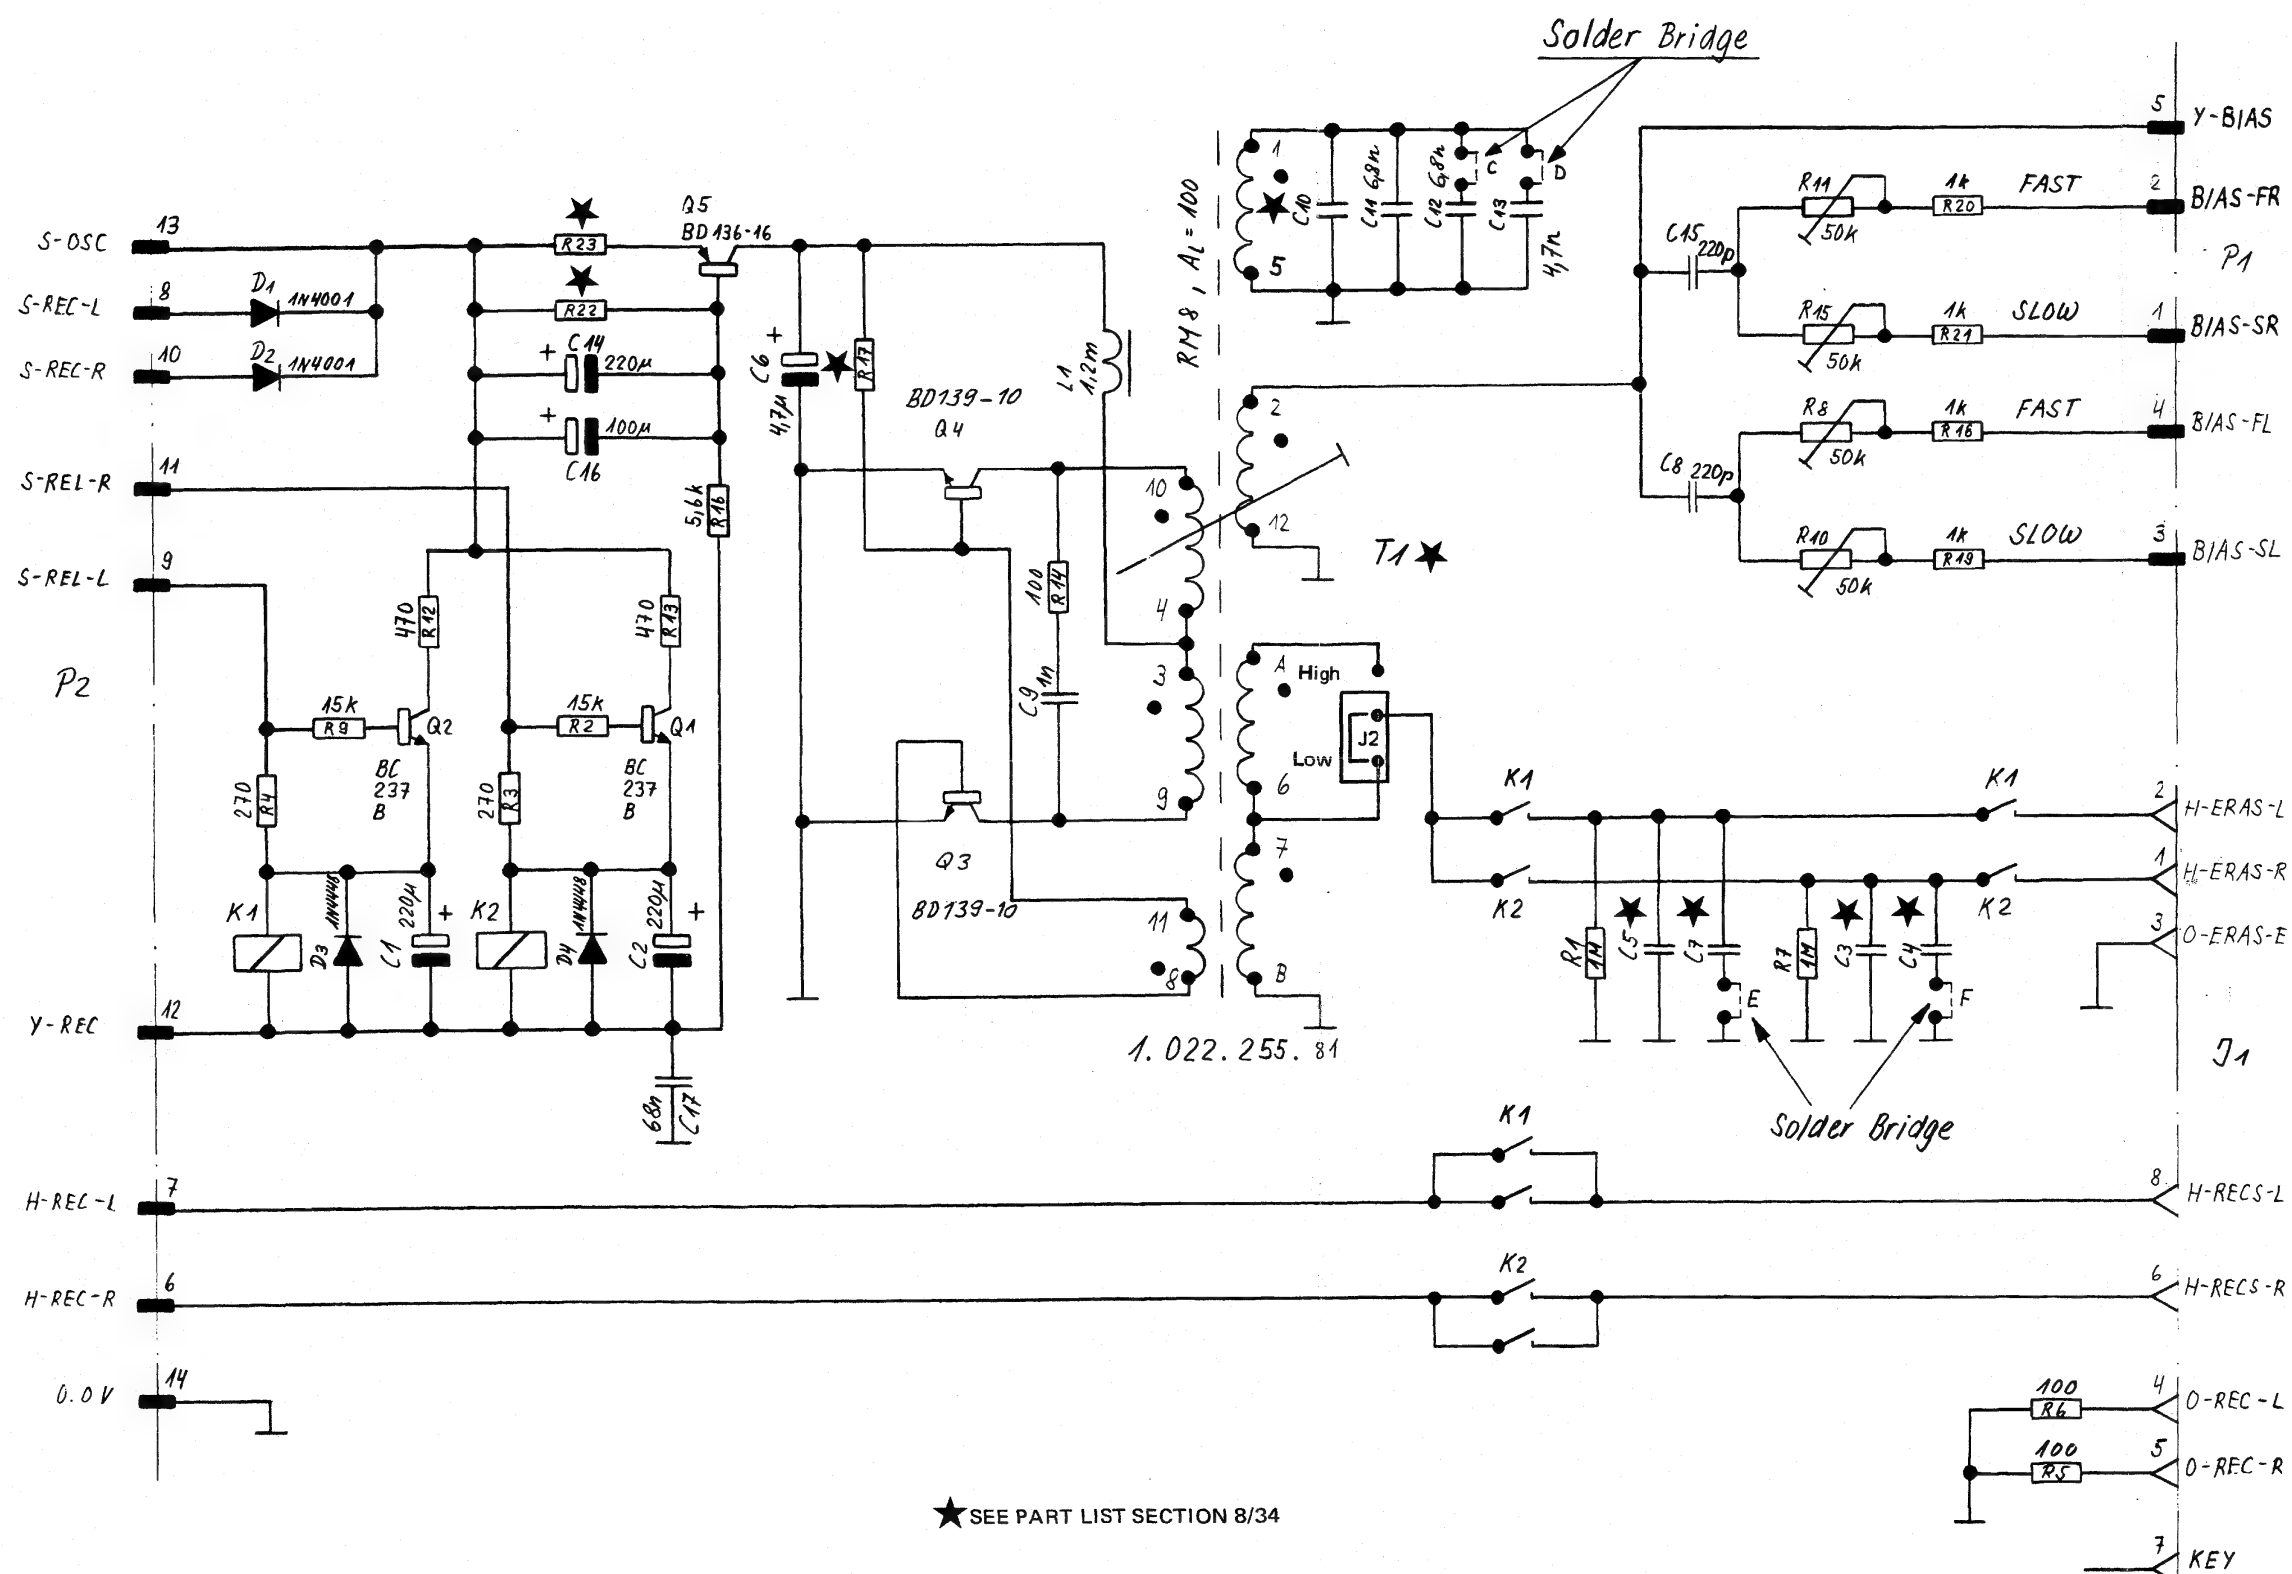 Solder Bridge
5
Y-BIAS
1
C10
C11 6,8n
C12 6,8n
C
C13
4,7n
D
5
RM8, AL=100
R11
50k
1k
R20
FAST
2
BIAS-FR
C15
220p
P1
R15
50k
1k
R21
SLOW
1
BIAS-SR
R8
50k
1k
R16
FAST
4
BIAS-FL
C8 220p
R10
50k
1k
R19
SLOW
3
BIAS-SL
S-OSC
13
R23
Q5
BD136-16
S-REC-L
8
D1
1N4001
R22
S-REC-R
10
D2
1N4001
+
C14
220µ
+
100µ
C16
+
C6
4,7µ
R17
L1
1,2m
BD139-10
Q4
2
12
T1
S-REL-R
11
5,6k
R16
10
4
S-REL-L
9
470
R12
470
R13
100
R14
P2
C9
1n
3
9
A
High
J2
Low
6
15k
R9
Q2
15k
R2
Q1
BC
237
B
BC
237
B
270
R4
270
R3
Q3
BD139-10
7
11
8
B
K1
K1
2
H-ERAS-L
K2
K2
1
H-ERAS-R
3
O-ERAS-E
K1
1N4448
D3
220µ
+
C1
K2
1N4448
D4
220µ
+
C2
R1
1M
C5
C7
E
R7
1M
C3
C4
F
Y-REC
12
1.022.255.81
J1
68n
C17
Solder Bridge
H-REC-L
7
K1
8
H-RECS-L
H-REC-R
6
K2
6
H-RECS-R
0.0V
14
100
R6
4
O-REC-L
100
R5
5
O-REC-R
★SEE PART LIST SECTION 8/34
7
KEY